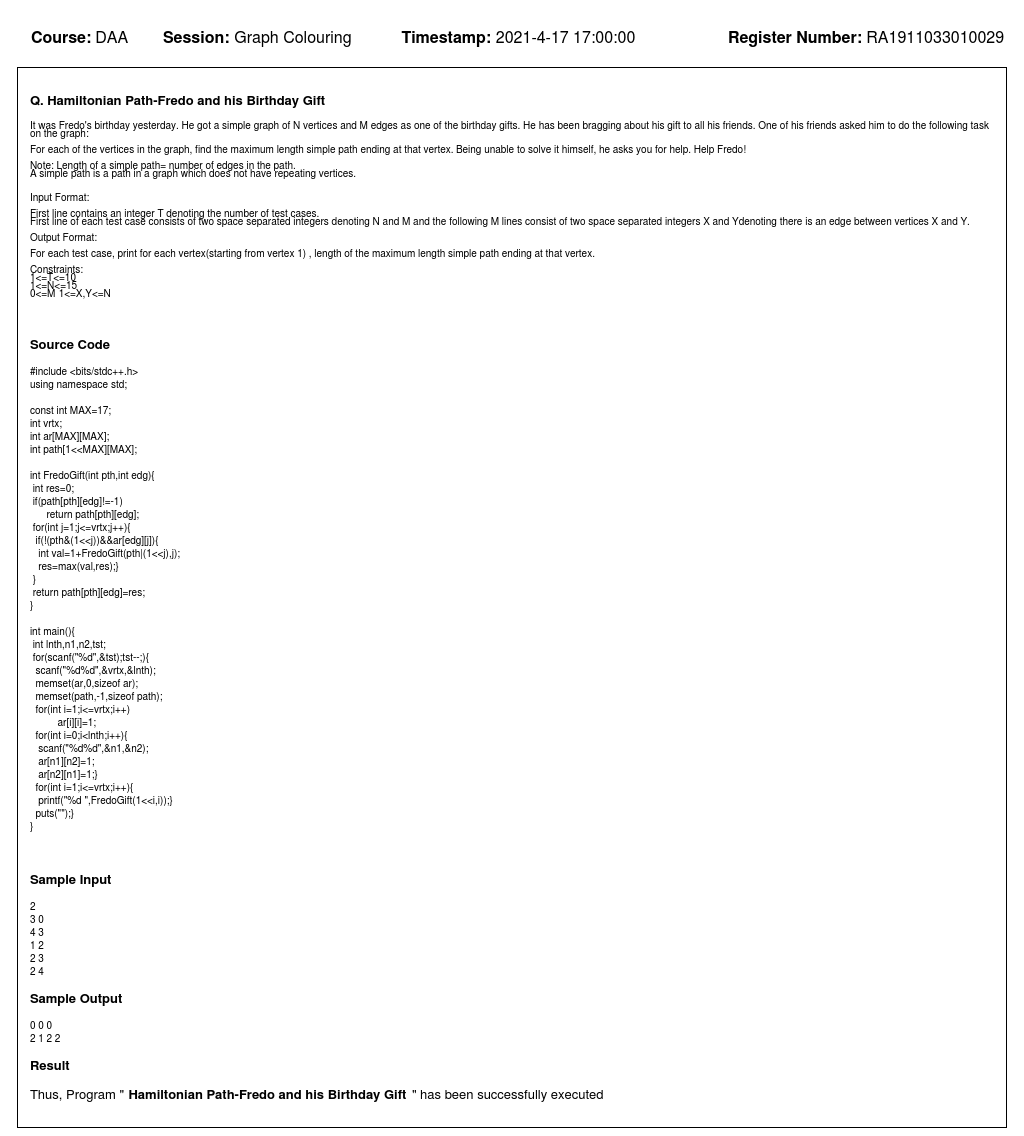 Course: DAA Session: Graph Colouring Timestamp: 2021-4-17 17:00:00 Register Number: RA1911033010029
Q. Hamiltonian Path-Fredo and his Birthday Gift
It was Fredo's birthday yesterday. He got a simple graph of N vertices and M edges as one of the birthday gifts. He has been bragging about his gift to all his friends. One of his friends asked him to do the following task
on the graph:
For each of the vertices in the graph, find the maximum length simple path ending at that vertex. Being unable to solve it himself, he asks you for help. Help Fredo!
Note: Length of a simple path= number of edges in the path.
A simple path is a path in a graph which does not have repeating vertices.
Input Format:
First line contains an integer T denoting the number of test cases.
First line of each test case consists of two space separated integers denoting N and M and the following M lines consist of two space separated integers X and Ydenoting there is an edge between vertices X and Y.
Output Format:
For each test case, print for each vertex(starting from vertex 1) , length of the maximum length simple path ending at that vertex.
Constraints:
1<=T<=10
1<=N<=15
0<=M 1<=X,Y<=N
Source Code
#include <bits/stdc++.h>
using namespace std;
const int MAX=17;
int vrtx;
int ar[MAX][MAX];
int path[1<<MAX][MAX];
int FredoGift(int pth,int edg){
int res=0;
if(path[pth][edg]!=-1)
return path[pth][edg];
for(int j=1;j<=vrtx;j++){
if(!(pth&(1<<j))&&ar[edg][j]){
int val=1+FredoGift(pth|(1<<j),j);
res=max(val,res);}
}
return path[pth][edg]=res;
}
int main(){
int lnth,n1,n2,tst;
for(scanf("%d",&tst);tst--;){
scanf("%d%d",&vrtx,&lnth);
memset(ar,0,sizeof ar);
memset(path,-1,sizeof path);
for(int i=1;i<=vrtx;i++)
ar[i][i]=1;
for(int i=0;i<lnth;i++){
scanf("%d%d",&n1,&n2);
ar[n1][n2]=1;
ar[n2][n1]=1;}
for(int i=1;i<=vrtx;i++){
printf("%d ",FredoGift(1<<i,i));}
puts("");}
}
Sample Input
2
3 0
4 3
1 2
2 3
2 4
Sample Output
0 0 0
2 1 2 2
Result
Thus, Program " Hamiltonian Path-Fredo and his Birthday Gift " has been successfully executed